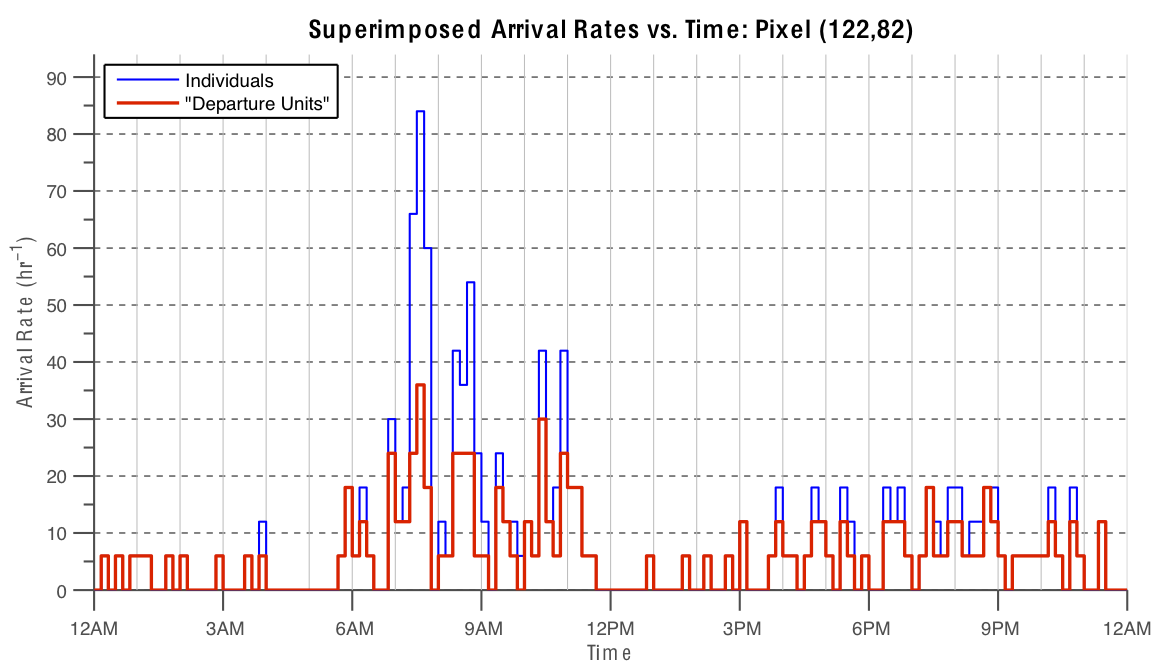 Superimposed Arrival Rates vs. Time: Pixel (122,82)
Individuals
"Departure Units"
Arrival Rate (hr⁻¹)
90
80
70
60
50
40
30
20
10
0
12AM 3AM 6AM 9AM 12PM 3PM 6PM 9PM 12AM
Time